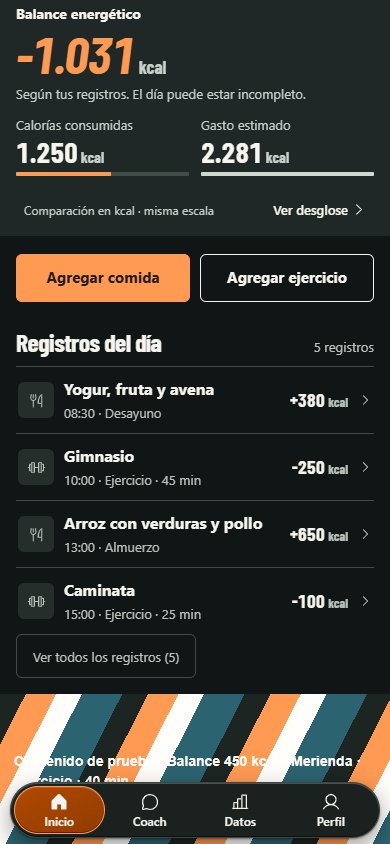 Balance energético
-1.031 kcal
Según tus registros. El día puede estar incompleto.
Calorías consumidas
1.250 kcal
Gasto estimado
2.281 kcal
Comparación en kcal · misma escala
Ver desglose
Agregar comida
Agregar ejercicio
Registros del día
5 registros
Yogur, fruta y avena
08:30 · Desayuno
+380 kcal
Gimnasio
10:00 · Ejercicio · 45 min
-250 kcal
Arroz con verduras y pollo
13:00 · Almuerzo
+650 kcal
Caminata
15:00 · Ejercicio · 25 min
-100 kcal
Ver todos los registros (5)
Balance 450 Merienda ·
40 min
Inicio
Coach
Datos
Perfil